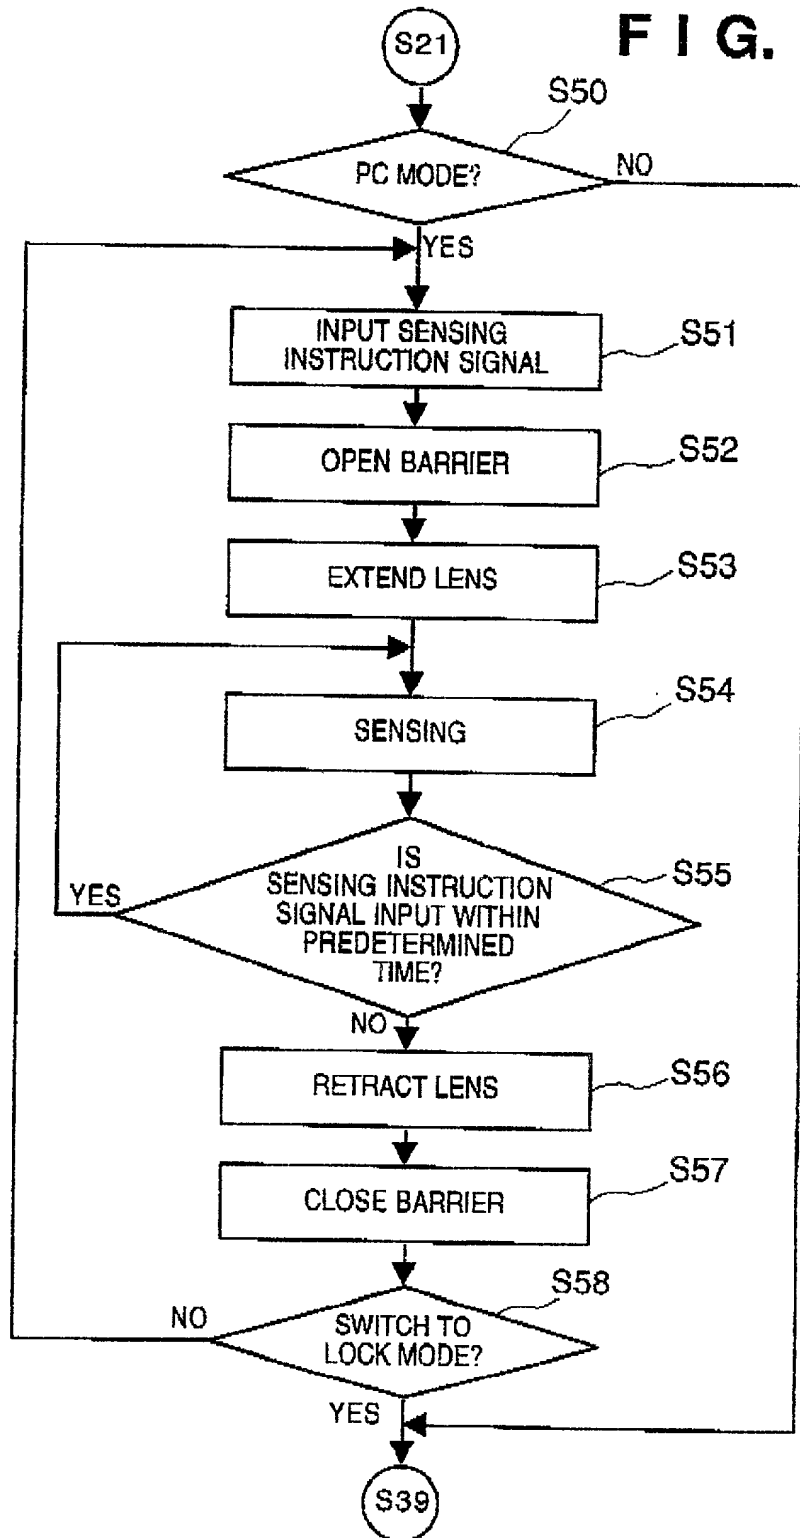 FIG.
S21
S50
PC MODE?
NO
YES
INPUT SENSING
INSTRUCTION SIGNAL
S51
OPEN BARRIER
S52
EXTEND LENS
S53
SENSING
S54
IS
SENSING INSTRUCTION
SIGNAL INPUT WITHIN
PREDETERMINED
TIME?
S55
YES
NO
RETRACT LENS
S56
CLOSE BARRIER
S57
S58
SWITCH TO
LOCK MODE?
NO
YES
S39